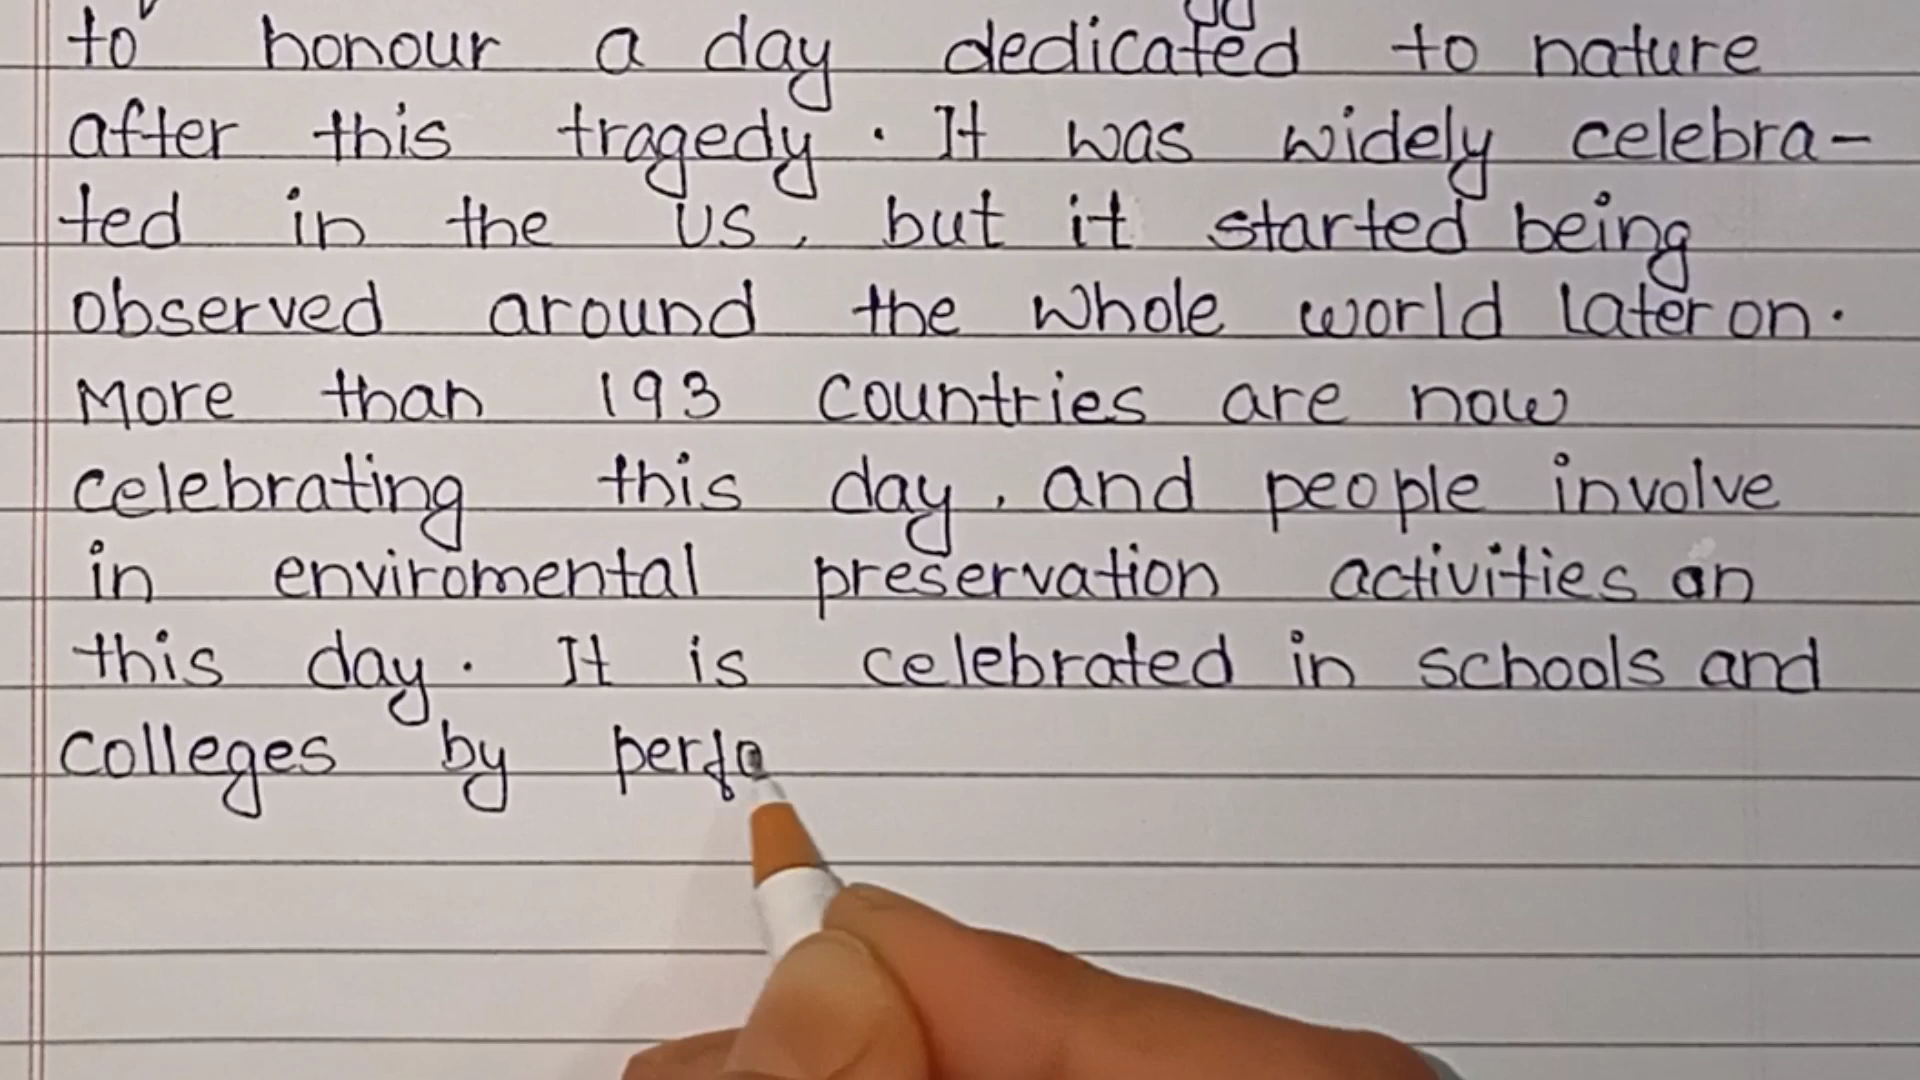 to honour a day dedicated to nature
after this tragedy. It was widely celebra-
ted in the US, but it started being
observed around the whole world later on.
More than 193 countries are now
celebrating this day, and people involve
in enviromental preservation activities on
this day. It is celebrated in schools and
colleges by perfo